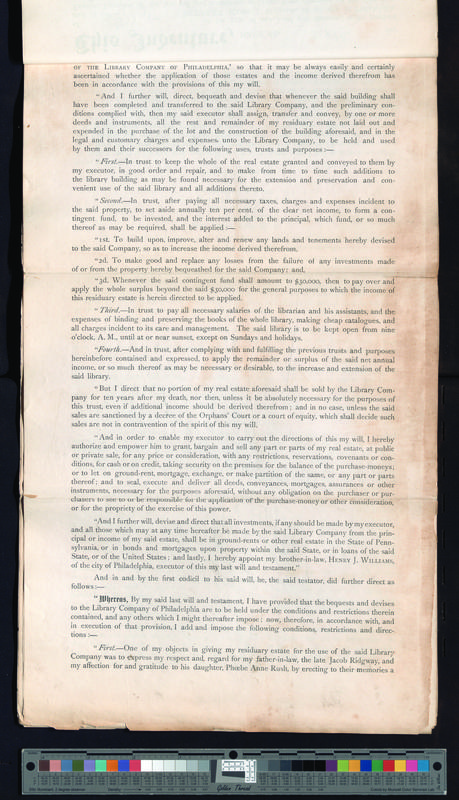 OF THE LIBRARY COMPANY OF PHILADELPHIA,' so that it may be always easily and certainly
ascertained whether the application of those estates and the income derived therefrom has
been in accordance with the provisions of this my will.
"And I further will, direct, bequeath and devise that whenever the said building shall
have been completed and transferred to the said Library Company, and the preliminary con-
ditions complied with, then my said executor shall assign, transfer and convey, by one or more
deeds and instruments, all the rest and remainder of my residuary estate not laid out and
expended in the purchase of the lot and the construction of the building aforesaid, and in the
legal and customary charges and expenses, unto the Library Company, to be held and used
by them and their successors for the following uses, trusts and purposes:—
"First.—In trust to keep the whole of the real estate granted and conveyed to them by
my executor, in good order and repair, and to make from time to time such additions to
the library building as may be found necessary for the extension and preservation and con-
venient use of the said library and all additions thereto.
"Second.—In trust, after paying all necessary taxes, charges and expenses incident to
the said property, to set aside annually ten per cent. of the clear net income, to form a con-
tingent fund, to be invested, and the interest added to the principal, which fund, or so much
thereof as may be required, shall be applied:—
"1st. To build upon, improve, alter and renew any lands and tenements hereby devised
to the said Company, so as to increase the income derived therefrom.
"2d. To make good and replace any losses from the failure of any investments made
of or from the property hereby bequeathed for the said Company; and,
"3d. Whenever the said contingent fund shall amount to $30,000, then to pay over and
apply the whole surplus beyond the said $30,000 for the general purposes to which the income of
this residuary estate is herein directed to be applied.
"Third.—In trust to pay all necessary salaries of the librarian and his assistants, and the
expenses of binding and preserving the books of the whole library, making cheap catalogues, and
all charges incident to its care and management. The said library is to be kept open from nine
o'clock, A. M., until at or near sunset, except on Sundays and holidays.
"Fourth.—And in trust, after complying with and fulfilling the previous trusts and purposes
hereinbefore contained and expressed, to apply the remainder or surplus of the said net annual
income, or so much thereof as may be necessary or desirable, to the increase and extension of the
said library.
"But I direct that no portion of my real estate aforesaid shall be sold by the Library Com-
pany for ten years after my death, nor then, unless it be absolutely necessary for the purposes of
this trust, even if additional income should be derived therefrom; and in no case, unless the said
sales are sanctioned by a decree of the Orphans' Court or a court of equity, which shall decide such
sales are not in contravention of the spirit of this my will.
"And in order to enable my executor to carry out the directions of this my will, I hereby
authorize and empower him to grant, bargain and sell any part or parts of my real estate, at public
or private sale, for any price or consideration, with any restrictions, reservations, covenants or con-
ditions, for cash or on credit, taking security on the premises for the balance of the purchase-moneys;
or to let on ground-rent, mortgage, exchange, or make partition of the same, or any part or parts
thereof; and to seal, execute and deliver all deeds, conveyances, mortgages, assurances or other
instruments, necessary for the purposes aforesaid, without any obligation on the purchaser or pur-
chasers to see to or be responsible for the application of the purchase-money or other consideration,
or for the propriety of the exercise of this power.
"And I further will, devise and direct that all investments, if any should be made by my executor,
and all those which may at any time hereafter be made by the said Library Company from the prin-
cipal or income of my said estate, shall be in ground-rents or other real estate in the State of Penn-
sylvania, or in bonds and mortgages upon property within the said State, or in loans of the said
State, or of the United States; and lastly, I hereby appoint my brother-in-law, HENRY J. WILLIAMS,
of the city of Philadelphia, executor of this my last will and testament."
And in and by the first codicil to his said will, he, the said testator, did further direct as
follows:—
"Whereas, By my said last will and testament, I have provided that the bequests and devises
to the Library Company of Philadelphia are to be held under the conditions and restrictions therein
contained, and any others which I might thereafter impose; now, therefore, in accordance with, and
in execution of that provision, I add and impose the following conditions, restrictions and direc-
tions:—
"First.—One of my objects in giving my residuary estate for the use of the said Library
Company was to express my respect and regard for my father-in-law, the late Jacob Ridgway, and
my affection for and gratitude to his daughter, Phœbe Anne Rush, by erecting to their memories a
Golden Thread